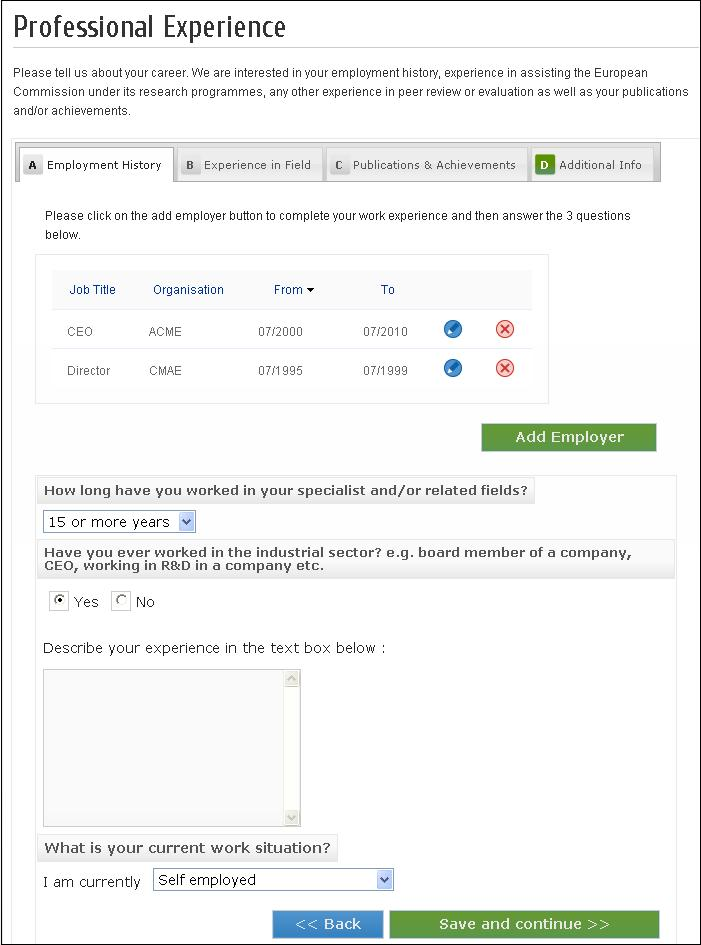 Professional Experience
Please tell us about your career. We are interested in your employment history, experience in assisting the European
Commission under its research programmes, any other experience in peer review or evaluation as well as your publications
and/or achievements.
A Employment History B Experience in Field C Publications & Achievements D Additional Info
Please click on the add employer button to complete your work experience and then answer the 3 questions
below.
Job Title Organisation From To
CEO ACME 07/2000 07/2010
Director CMAE 07/1995 07/1999
Add Employer
How long have you worked in your specialist and/or related fields?
15 or more years
Have you ever worked in the industrial sector? e.g. board member of a company,
CEO, working in R&D in a company etc.
Yes No
Describe your experience in the text box below :
What is your current work situation?
I am currently Self employed
<< Back Save and continue >>